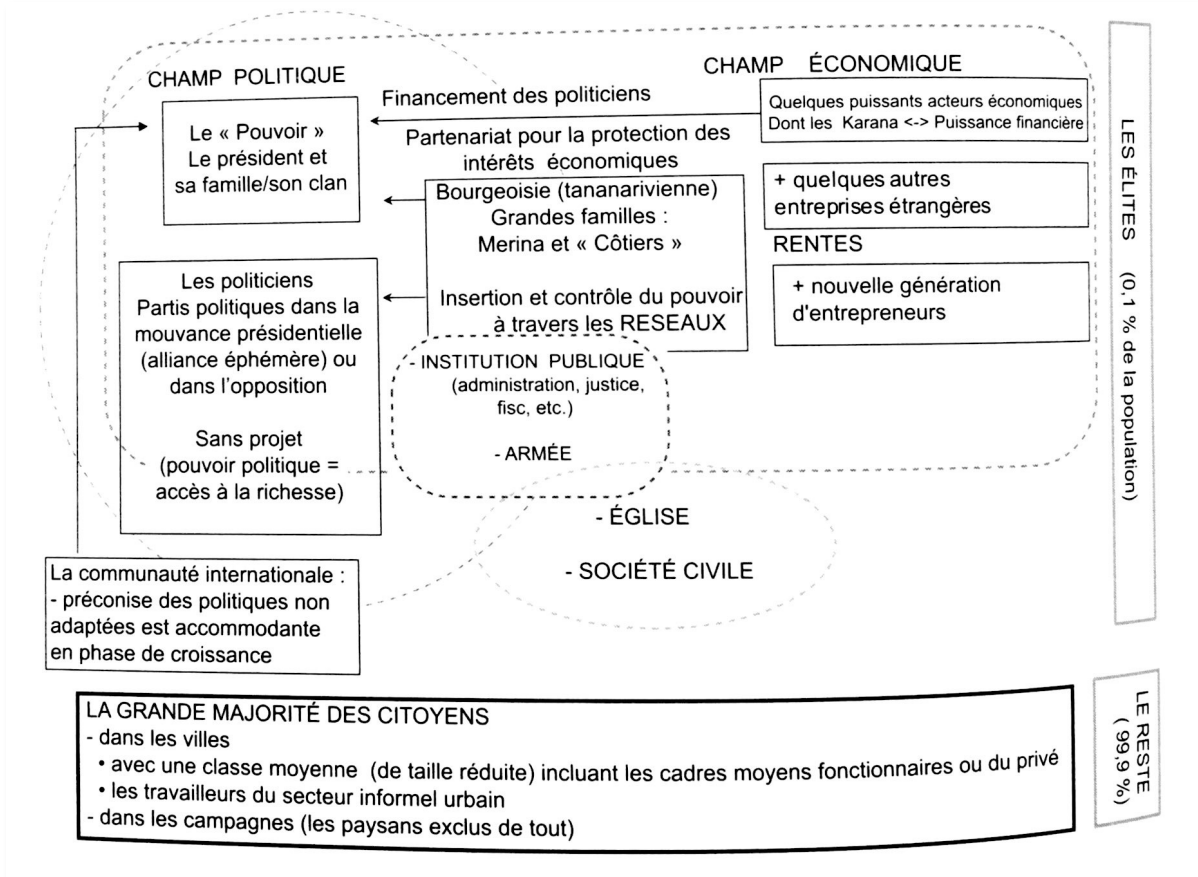 CHAMP POLITIQUE
Le « Pouvoir »
Le président et
sa famille/son clan
Financement des politiciens
Partenariat pour la protection des
intérêts économiques
CHAMP ÉCONOMIQUE
Quelques puissants acteurs économiques
Dont les Karana <-> Puissance financière
+ quelques autres
entreprises étrangères
RENTES
+ nouvelle génération
d'entrepreneurs
Bourgeoisie (tananarivienne)
Grandes familles :
Merina et « Côtiers »
Insertion et contrôle du pouvoir
à travers les RESEAUX
Les politiciens
Partis politiques dans la
mouvance présidentielle
(alliance éphémère) ou
dans l'opposition
Sans projet
(pouvoir politique =
accès à la richesse)
- INSTITUTION PUBLIQUE
(administration, justice,
fisc, etc.)
- ARMÉE
- ÉGLISE
- SOCIÉTÉ CIVILE
La communauté internationale :
- préconise des politiques non
adaptées est accommodante
en phase de croissance
LES ÉLITES (0,1 % de la population)
LA GRANDE MAJORITÉ DES CITOYENS
- dans les villes
• avec une classe moyenne (de taille réduite) incluant les cadres moyens fonctionnaires ou du privé
• les travailleurs du secteur informel urbain
- dans les campagnes (les paysans exclus de tout)
LE RESTE
( 99,9 %)